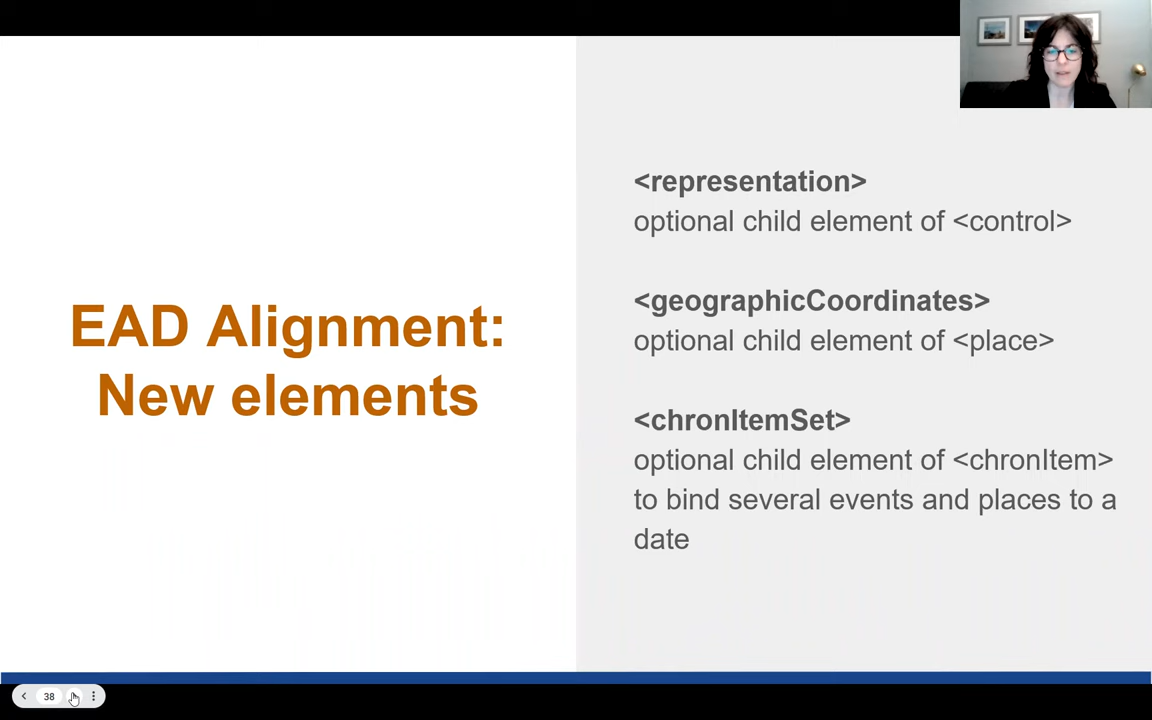 EAD Alignment:
New elements
<representation>
optional child element of <control>
<geographicCoordinates>
optional child element of <place>
<chronItemSet>
optional child element of <chronItem>
to bind several events and places to a
date
38